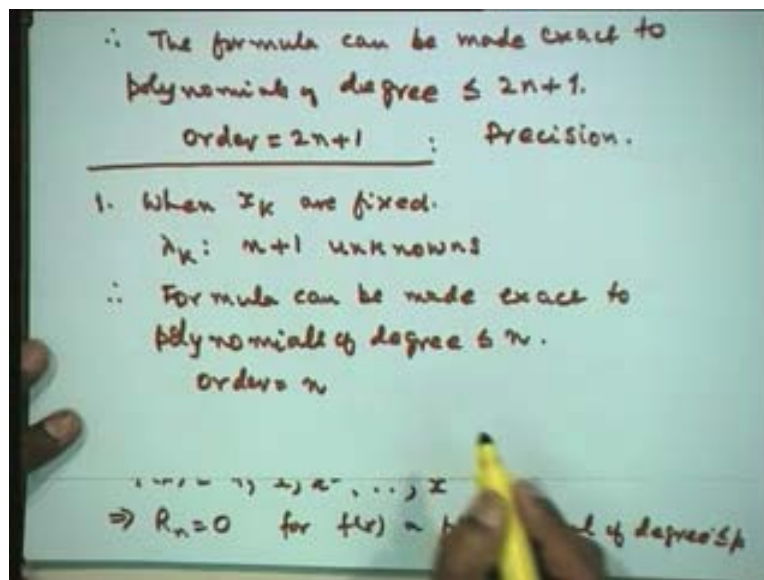 ∴ The formula can be made exact to
polynomials of degree ≤ 2n+1.
order = 2n+1 : Precision.
1. When xₖ are fixed.
λₖ: n+1 unknowns
∴ Formula can be made exact to
polynomials of degree ≤ n.
order = n
⇒ Rₙ=0 for f(x) a of degree ≤p